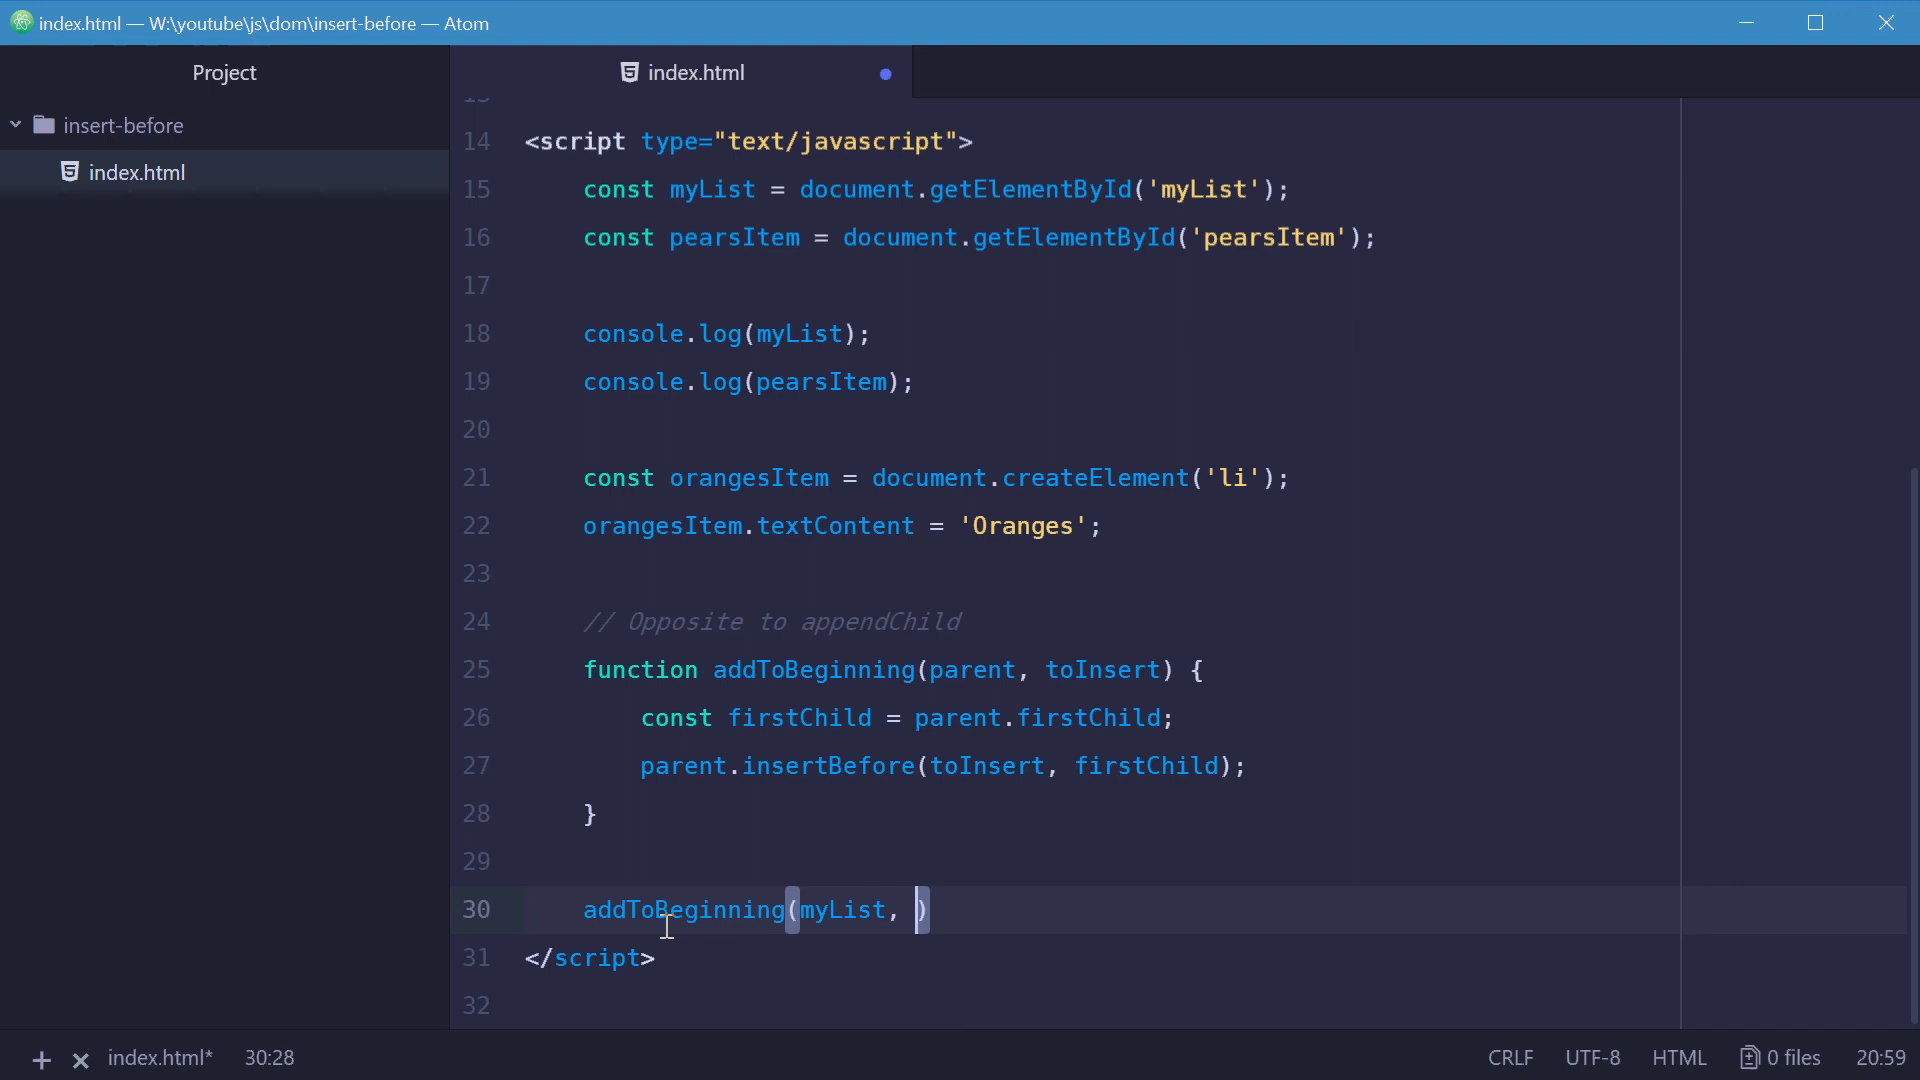 index.html — W:\youtube\js\dom\insert-before — Atom
Project
index.html
insert-before
index.html
14 <script type="text/javascript">
15 const myList = document.getElementById('myList');
16 const pearsItem = document.getElementById('pearsItem');
17
18 console.log(myList);
19 console.log(pearsItem);
20
21 const orangesItem = document.createElement('li');
22 orangesItem.textContent = 'Oranges';
23
24 // Opposite to appendChild
25 function addToBeginning(parent, toInsert) {
26 const firstChild = parent.firstChild;
27 parent.insertBefore(toInsert, firstChild);
28 }
29
30 addToBeginning(myList, )
31 </script>
32
index.html* 30:28 CRLF UTF-8 HTML 0 files 20:59